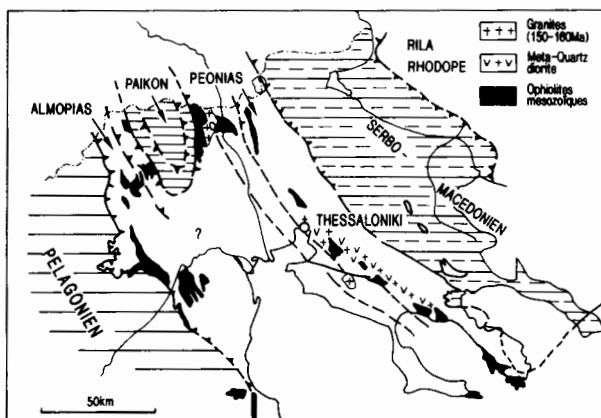 Granites
(150-160Ma)
Meta-Quartz
diorite
Ophiolites
mesozoïques
RILA
RHODOPE
PEONIAS
PAIKON
ALMOPIAS
SERBO-
MACEDONIEN
THESSALONIKI
?
PELAGONIEN
50km